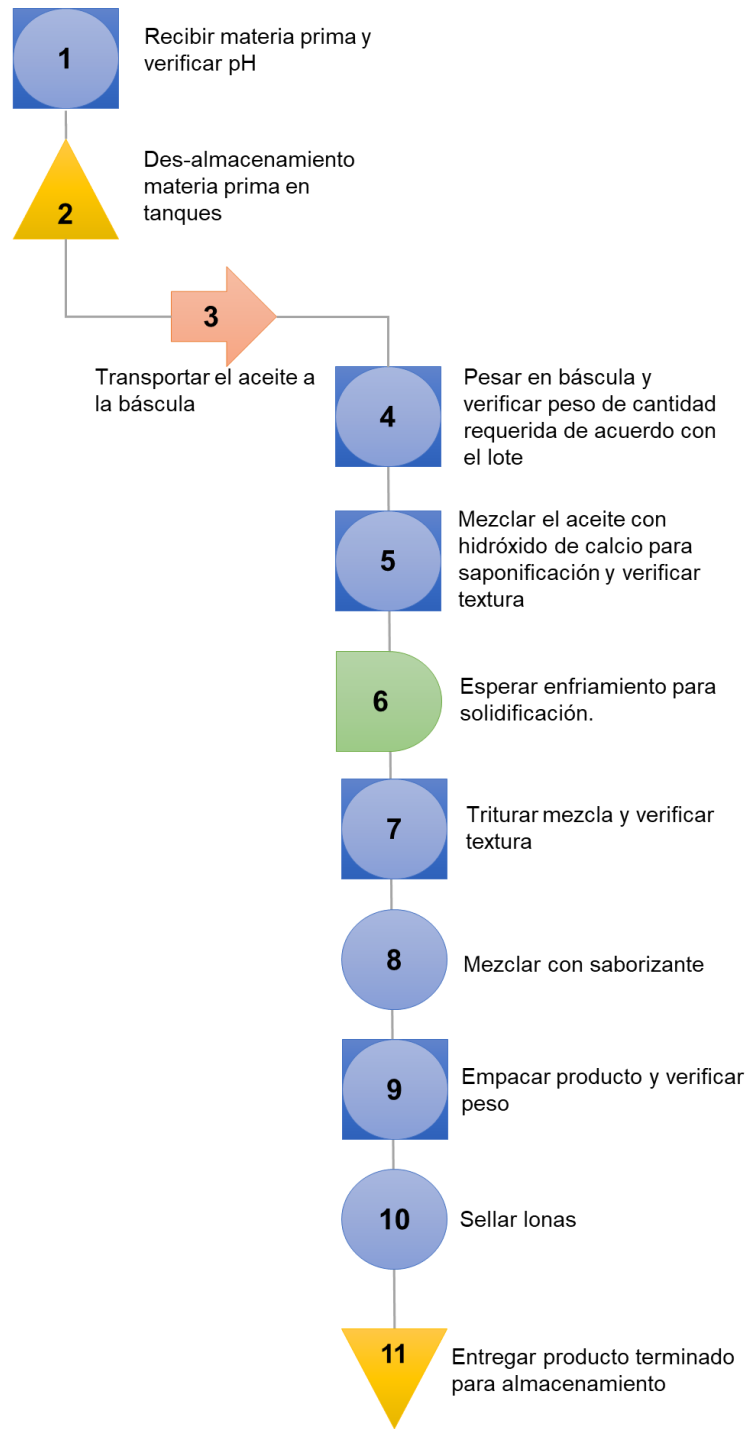 1
Recibir materia prima y
verificar pH
2
Des-almacenamiento
materia prima en
tanques
3
Transportar el aceite a
la báscula
4
Pesar en báscula y
verificar peso de cantidad
requerida de acuerdo con
el lote
5
Mezclar el aceite con
hidróxido de calcio para
saponificación y verificar
textura
6
Esperar enfriamiento para
solidificación.
7
Triturar mezcla y verificar
textura
8
Mezclar con saborizante
9
Empacar producto y verificar
peso
10
Sellar lonas
11
Entregar producto terminado
para almacenamiento